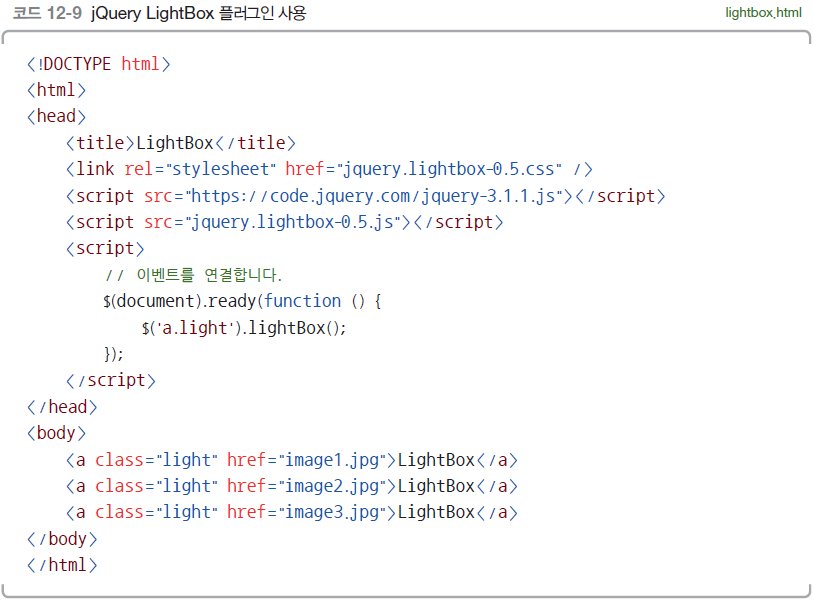 코드 12-9 jQuery LightBox 플러그인 사용 lightbox.html
<!DOCTYPE html>
<html>
<head>
    <title>LightBox</title>
    <link rel="stylesheet" href="jquery.lightbox-0.5.css" />
    <script src="https://code.jquery.com/jquery-3.1.1.js"></script>
    <script src="jquery.lightbox-0.5.js"></script>
    <script>
        // 이벤트를 연결합니다.
        $(document).ready(function () {
            $('a.light').lightBox();
        });
    </script>
</head>
<body>
    <a class="light" href="image1.jpg">LightBox</a>
    <a class="light" href="image2.jpg">LightBox</a>
    <a class="light" href="image3.jpg">LightBox</a>
</body>
</html>